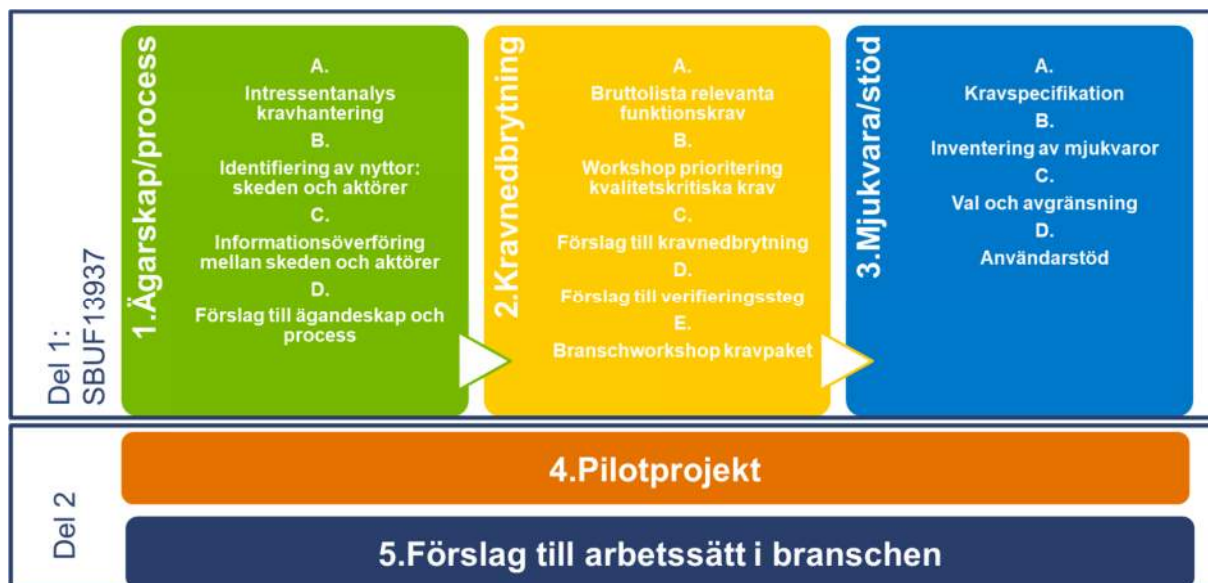 Del 1:
SBUF13937
1.Ägarskap/process
A.
Intressentanalys
kravhantering
B.
Identifiering av nyttor:
skeden och aktörer
C.
Informationsöverföring
mellan skeden och aktörer
D.
Förslag till ägandeskap och
process
2.Kravnedbrytning
A.
Bruttolista relevanta
funktionskrav
B.
Workshop prioritering
kvalitetskritiska krav
C.
Förslag till kravnedbrytning
D.
Förslag till verifieringssteg
E.
Branschworkshop kravpaket
3.Mjukvara/stöd
A.
Kravspecifikation
B.
Inventering av mjukvaror
C.
Val och avgränsning
D.
Användarstöd
Del 2
4.Pilotprojekt
5.Förslag till arbetssätt i branschen